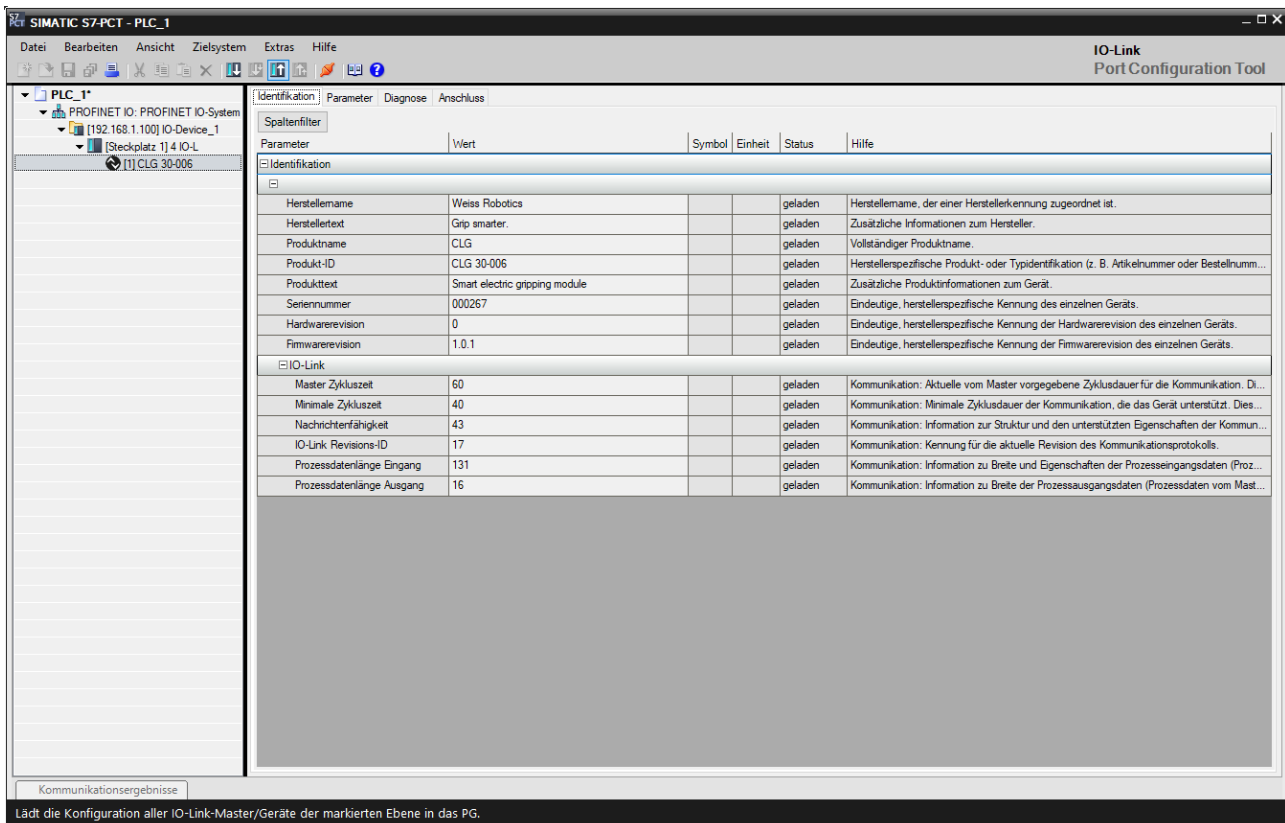 S7-PCT SIMATIC S7-PCT - PLC_1
Datei Bearbeiten Ansicht Zielsystem Extras Hilfe
IO-Link
Port Configuration Tool
PLC_1*
PROFINET IO: PROFINET IO-System
[192.168.1.100] IO-Device_1
[Steckplatz 1] 4 IO-L
[1] CLG 30-006
Identifikation Parameter Diagnose Anschluss
Spaltenfilter
Parameter Wert Symbol Einheit Status Hilfe
Identifikation
Herstellername Weiss Robotics geladen Herstellername, der einer Herstellerkennung zugeordnet ist.
Herstellertext Grip smarter. geladen Zusätzliche Informationen zum Hersteller.
Produktname CLG geladen Vollständiger Produktname.
Produkt-ID CLG 30-006 geladen Herstellerspezifische Produkt- oder Typidentifikation (z. B. Artikelnummer oder Bestellnumm...
Produkttext Smart electric gripping module geladen Zusätzliche Produktinformationen zum Gerät.
Seriennummer 000267 geladen Eindeutige, herstellerspezifische Kennung des einzelnen Geräts.
Hardwarerevision 0 geladen Eindeutige, herstellerspezifische Kennung der Hardwarerevision des einzelnen Geräts.
Firmwarerevision 1.0.1 geladen Eindeutige, herstellerspezifische Kennung der Firmwarerevision des einzelnen Geräts.
IO-Link
Master Zykluszeit 60 geladen Kommunikation: Aktuelle vom Master vorgegebene Zyklusdauer für die Kommunikation. Di...
Minimale Zykluszeit 40 geladen Kommunikation: Minimale Zyklusdauer der Kommunikation, die das Gerät unterstützt. Dies...
Nachrichtenfähigkeit 43 geladen Kommunikation: Information zur Struktur und den unterstützten Eigenschaften der Kommun...
IO-Link Revisions-ID 17 geladen Kommunikation: Kennung für die aktuelle Revision des Kommunikationsprotokolls.
Prozessdatenlänge Eingang 131 geladen Kommunikation: Information zu Breite und Eigenschaften der Prozesseingangsdaten (Proz...
Prozessdatenlänge Ausgang 16 geladen Kommunikation: Information zu Breite der Prozessausgangsdaten (Prozessdaten vom Mast...
Kommunikationsergebnisse
Lädt die Konfiguration aller IO-Link-Master/Geräte der markierten Ebene in das PG.